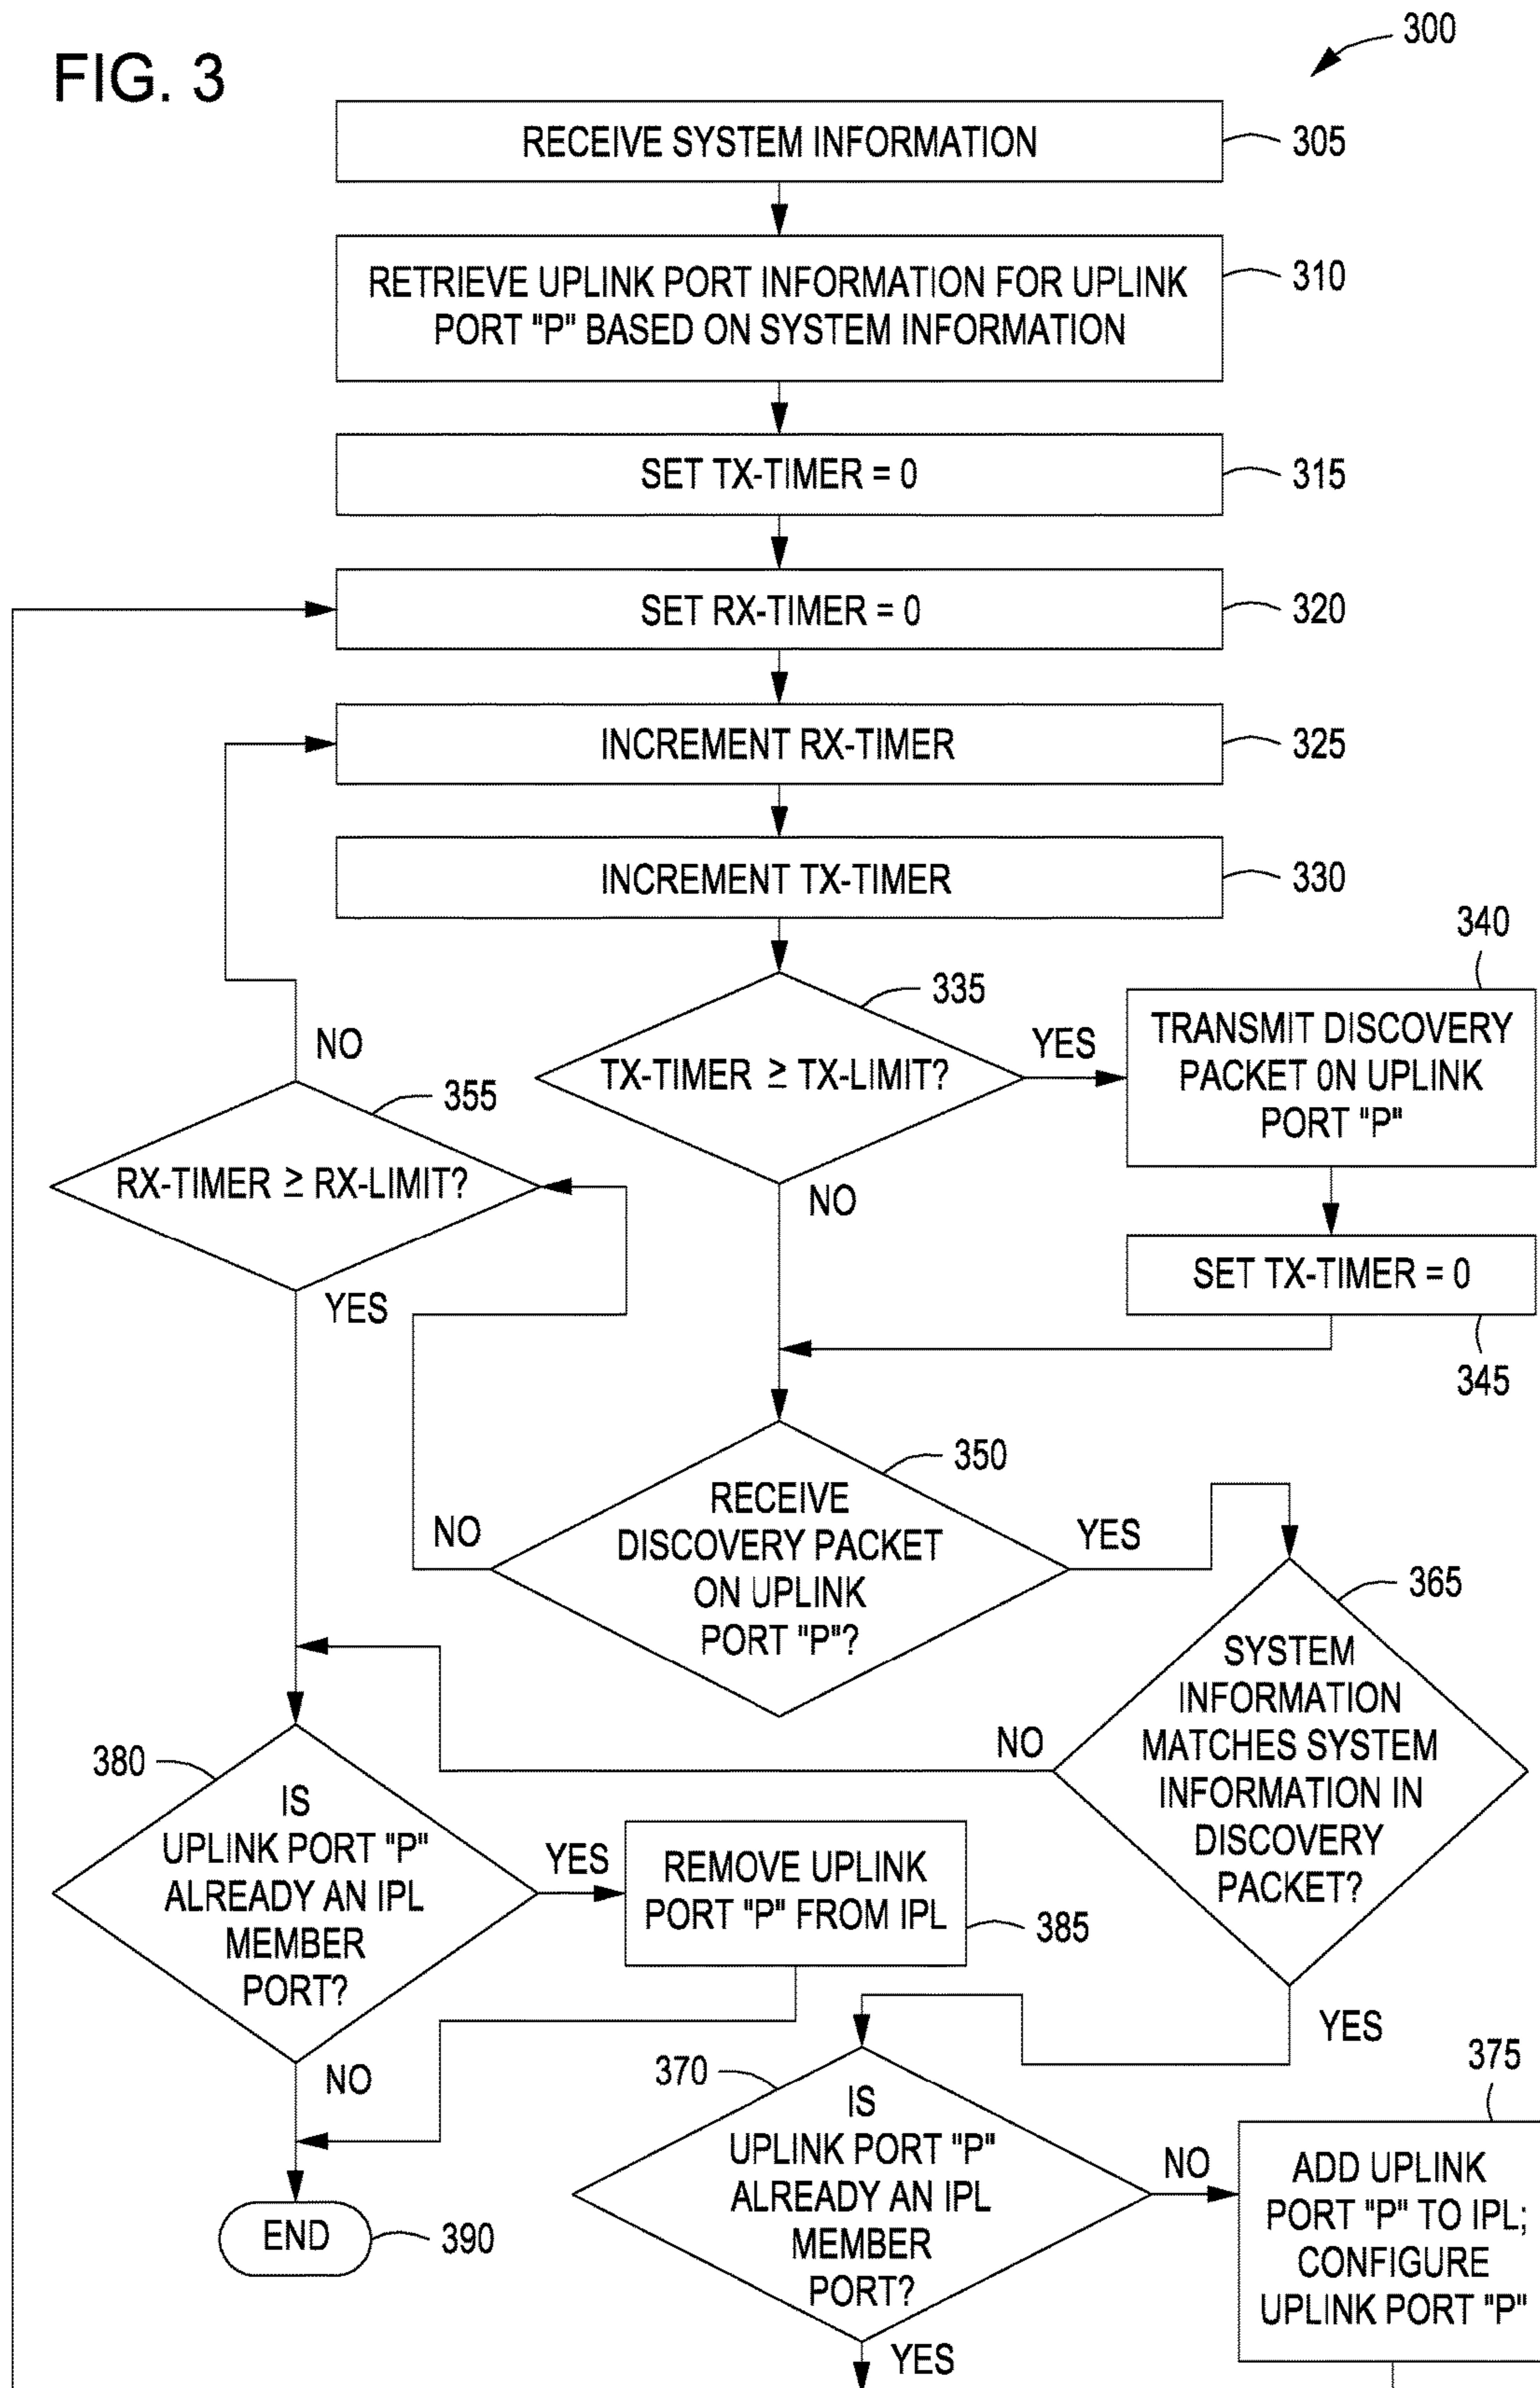 FIG. 3
300
RECEIVE SYSTEM INFORMATION
305
RETRIEVE UPLINK PORT INFORMATION FOR UPLINK
PORT "P" BASED ON SYSTEM INFORMATION
310
SET TX-TIMER = 0
315
SET RX-TIMER = 0
320
INCREMENT RX-TIMER
325
INCREMENT TX-TIMER
330
335
TX-TIMER ≥ TX-LIMIT?
YES
NO
340
TRANSMIT DISCOVERY
PACKET ON UPLINK
PORT "P"
SET TX-TIMER = 0
345
NO
355
RX-TIMER ≥ RX-LIMIT?
YES
350
RECEIVE
DISCOVERY PACKET
ON UPLINK
PORT "P"?
NO
YES
365
SYSTEM
INFORMATION
MATCHES SYSTEM
INFORMATION IN
DISCOVERY
PACKET?
NO
YES
380
IS
UPLINK PORT "P"
ALREADY AN IPL
MEMBER
PORT?
YES
NO
REMOVE UPLINK
PORT "P" FROM IPL
385
END
390
370
IS
UPLINK PORT "P"
ALREADY AN IPL
MEMBER
PORT?
NO
YES
375
ADD UPLINK
PORT "P" TO IPL;
CONFIGURE
UPLINK PORT "P"